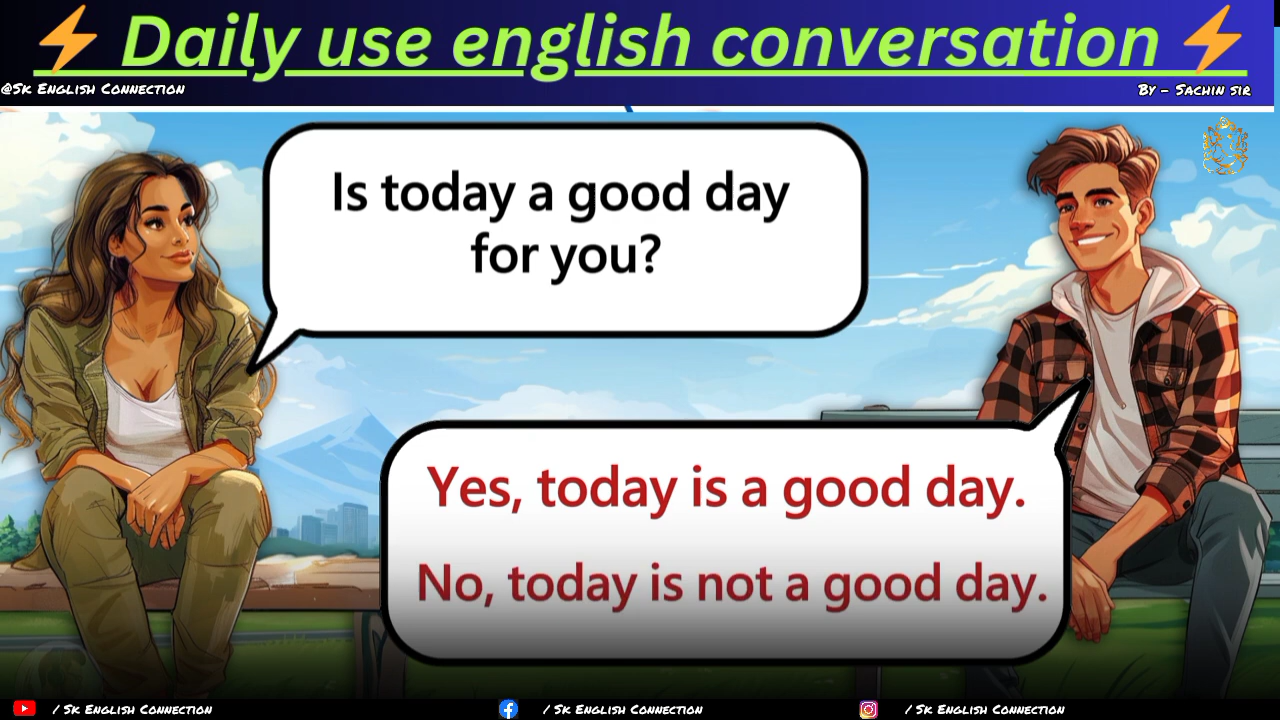 ⚡ Daily use english conversation ⚡
@Sk English Connection
By - Sachin sir
Is today a good day
for you?
Yes, today is a good day.
No, today is not a good day.
/ Sk English Connection
/ Sk English Connection
/ Sk English Connection